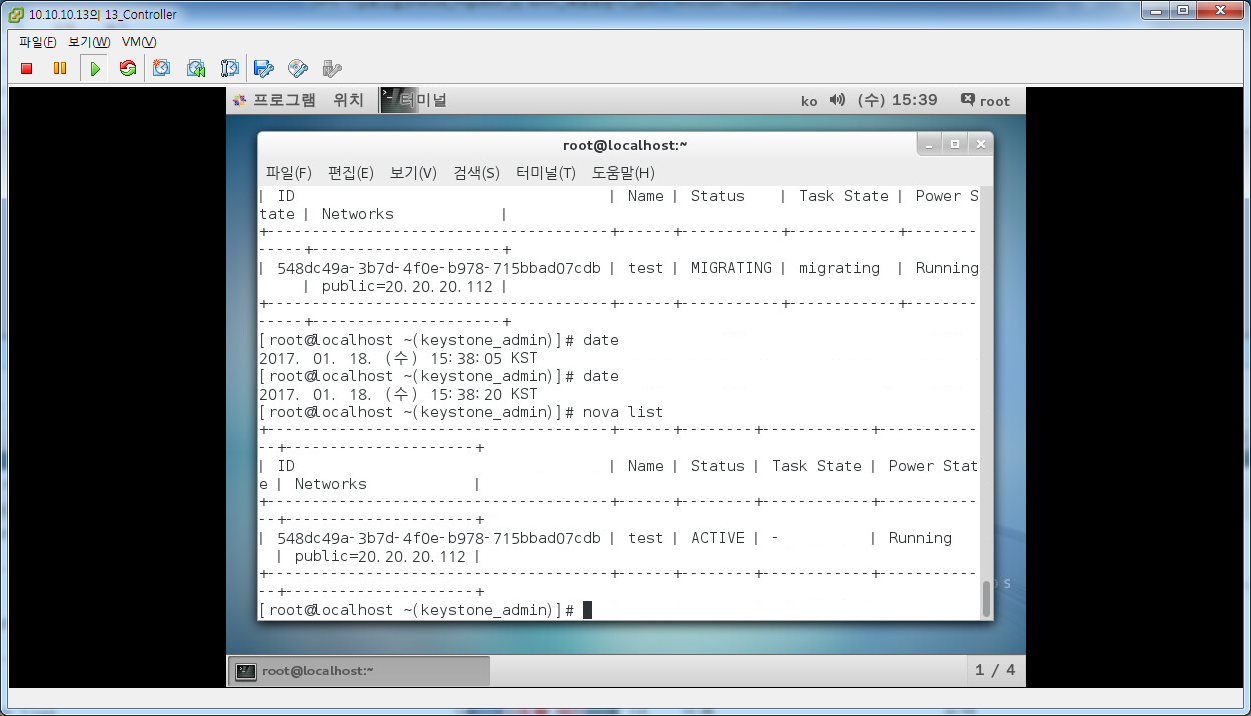 10.10.10.13의 13_Controller
파일(F) 보기(W) VM(V)
프로그램 위치 터미널 ko (수) 15:39 root
root@localhost:~
파일(F) 편집(E) 보기(V) 검색(S) 터미널(T) 도움말(H)
| ID | Name | Status | Task State | Power S
tate | Networks |
+--------------------------------------+------+-----------+------------+--------
-----+---------------------+
| 548dc49a-3b7d-4f0e-b978-715bbad07cdb | test | MIGRATING | migrating | Running
| public=20.20.20.112 |
+--------------------------------------+------+-----------+------------+--------
-----+---------------------+
[root@localhost ~(keystone_admin)]# date
2017. 01. 18. (수) 15:38:05 KST
[root@localhost ~(keystone_admin)]# date
2017. 01. 18. (수) 15:38:20 KST
[root@localhost ~(keystone_admin)]# nova list
+--------------------------------------+------+--------+------------+-----------
--+---------------------+
| ID | Name | Status | Task State | Power Stat
e | Networks |
+--------------------------------------+------+--------+------------+-----------
--+---------------------+
| 548dc49a-3b7d-4f0e-b978-715bbad07cdb | test | ACTIVE | - | Running
| public=20.20.20.112 |
+--------------------------------------+------+--------+------------+-----------
--+---------------------+
[root@localhost ~(keystone_admin)]#
root@localhost:~ 1 / 4